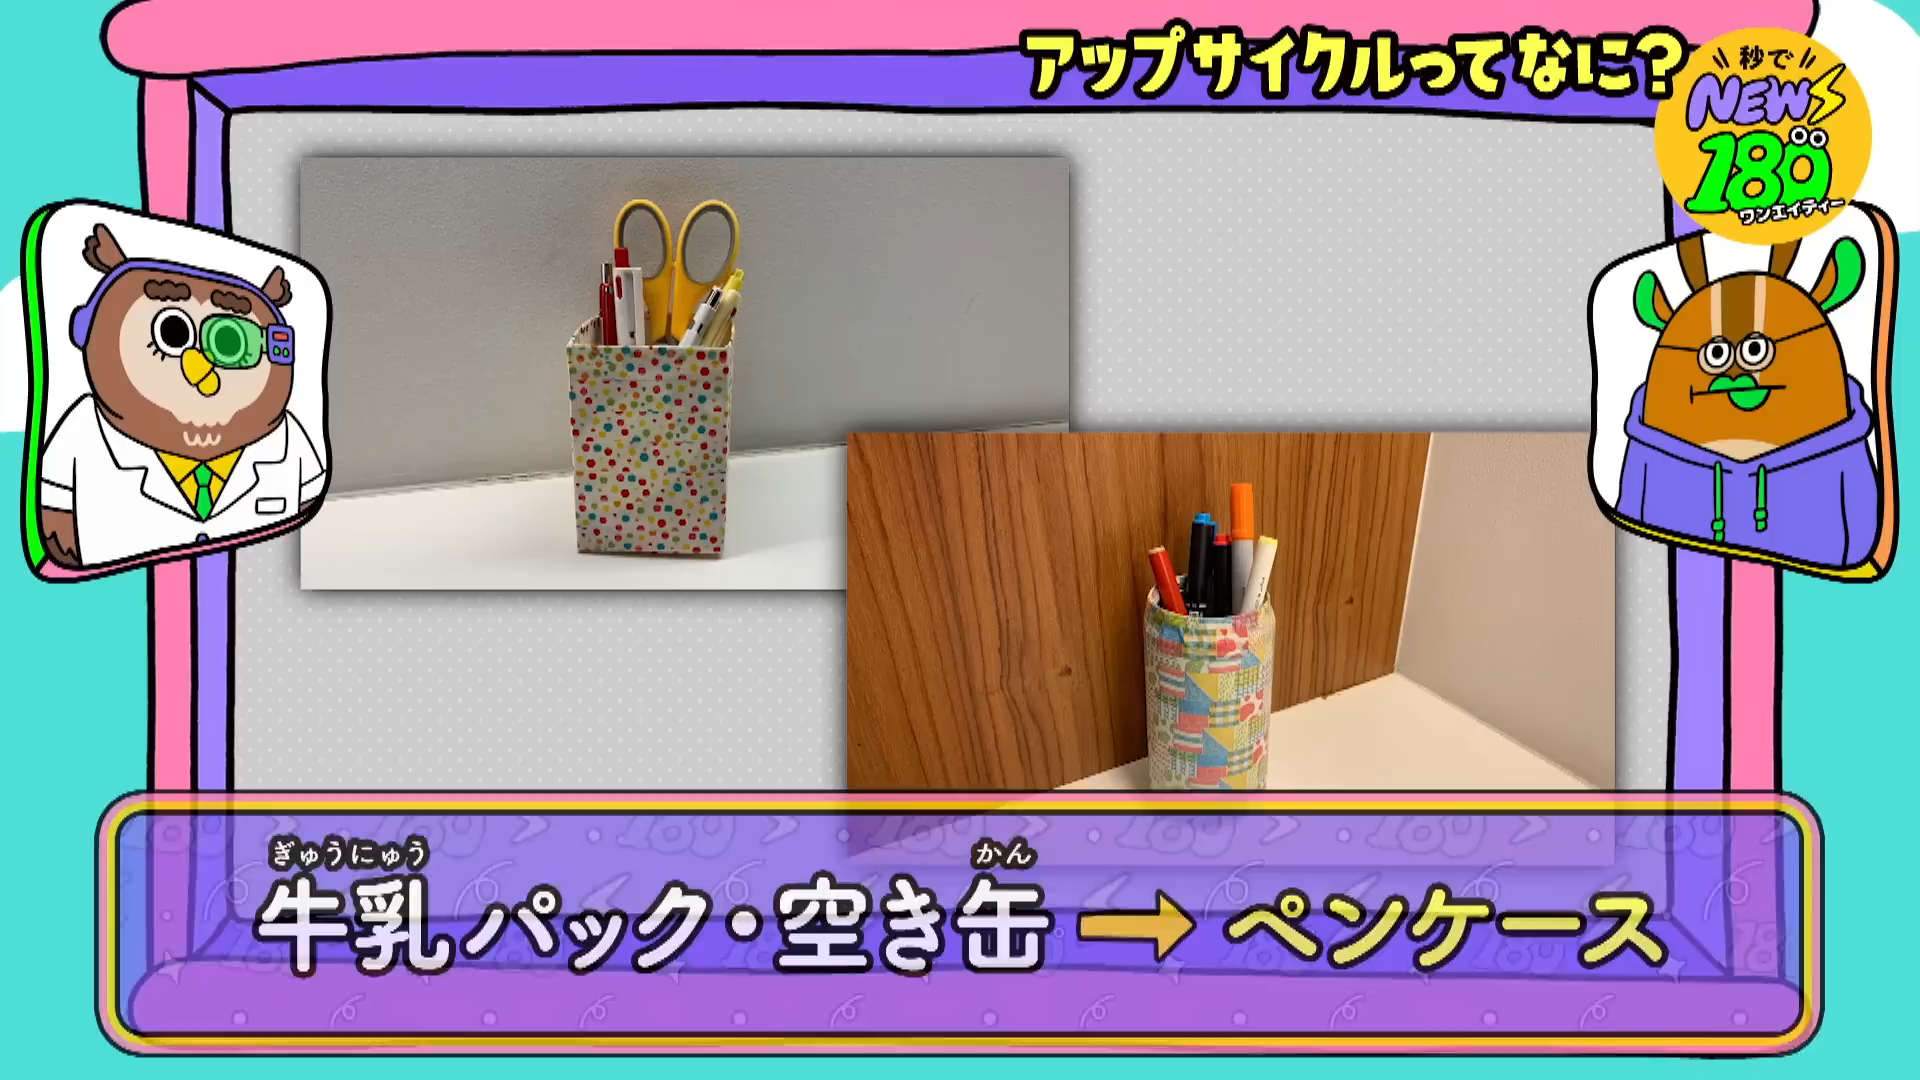 アップサイクルってなに?
秒で
NEWS
180
ワンエイティー
ぎゅうにゅう かん
牛乳パック・空き缶→ペンケース